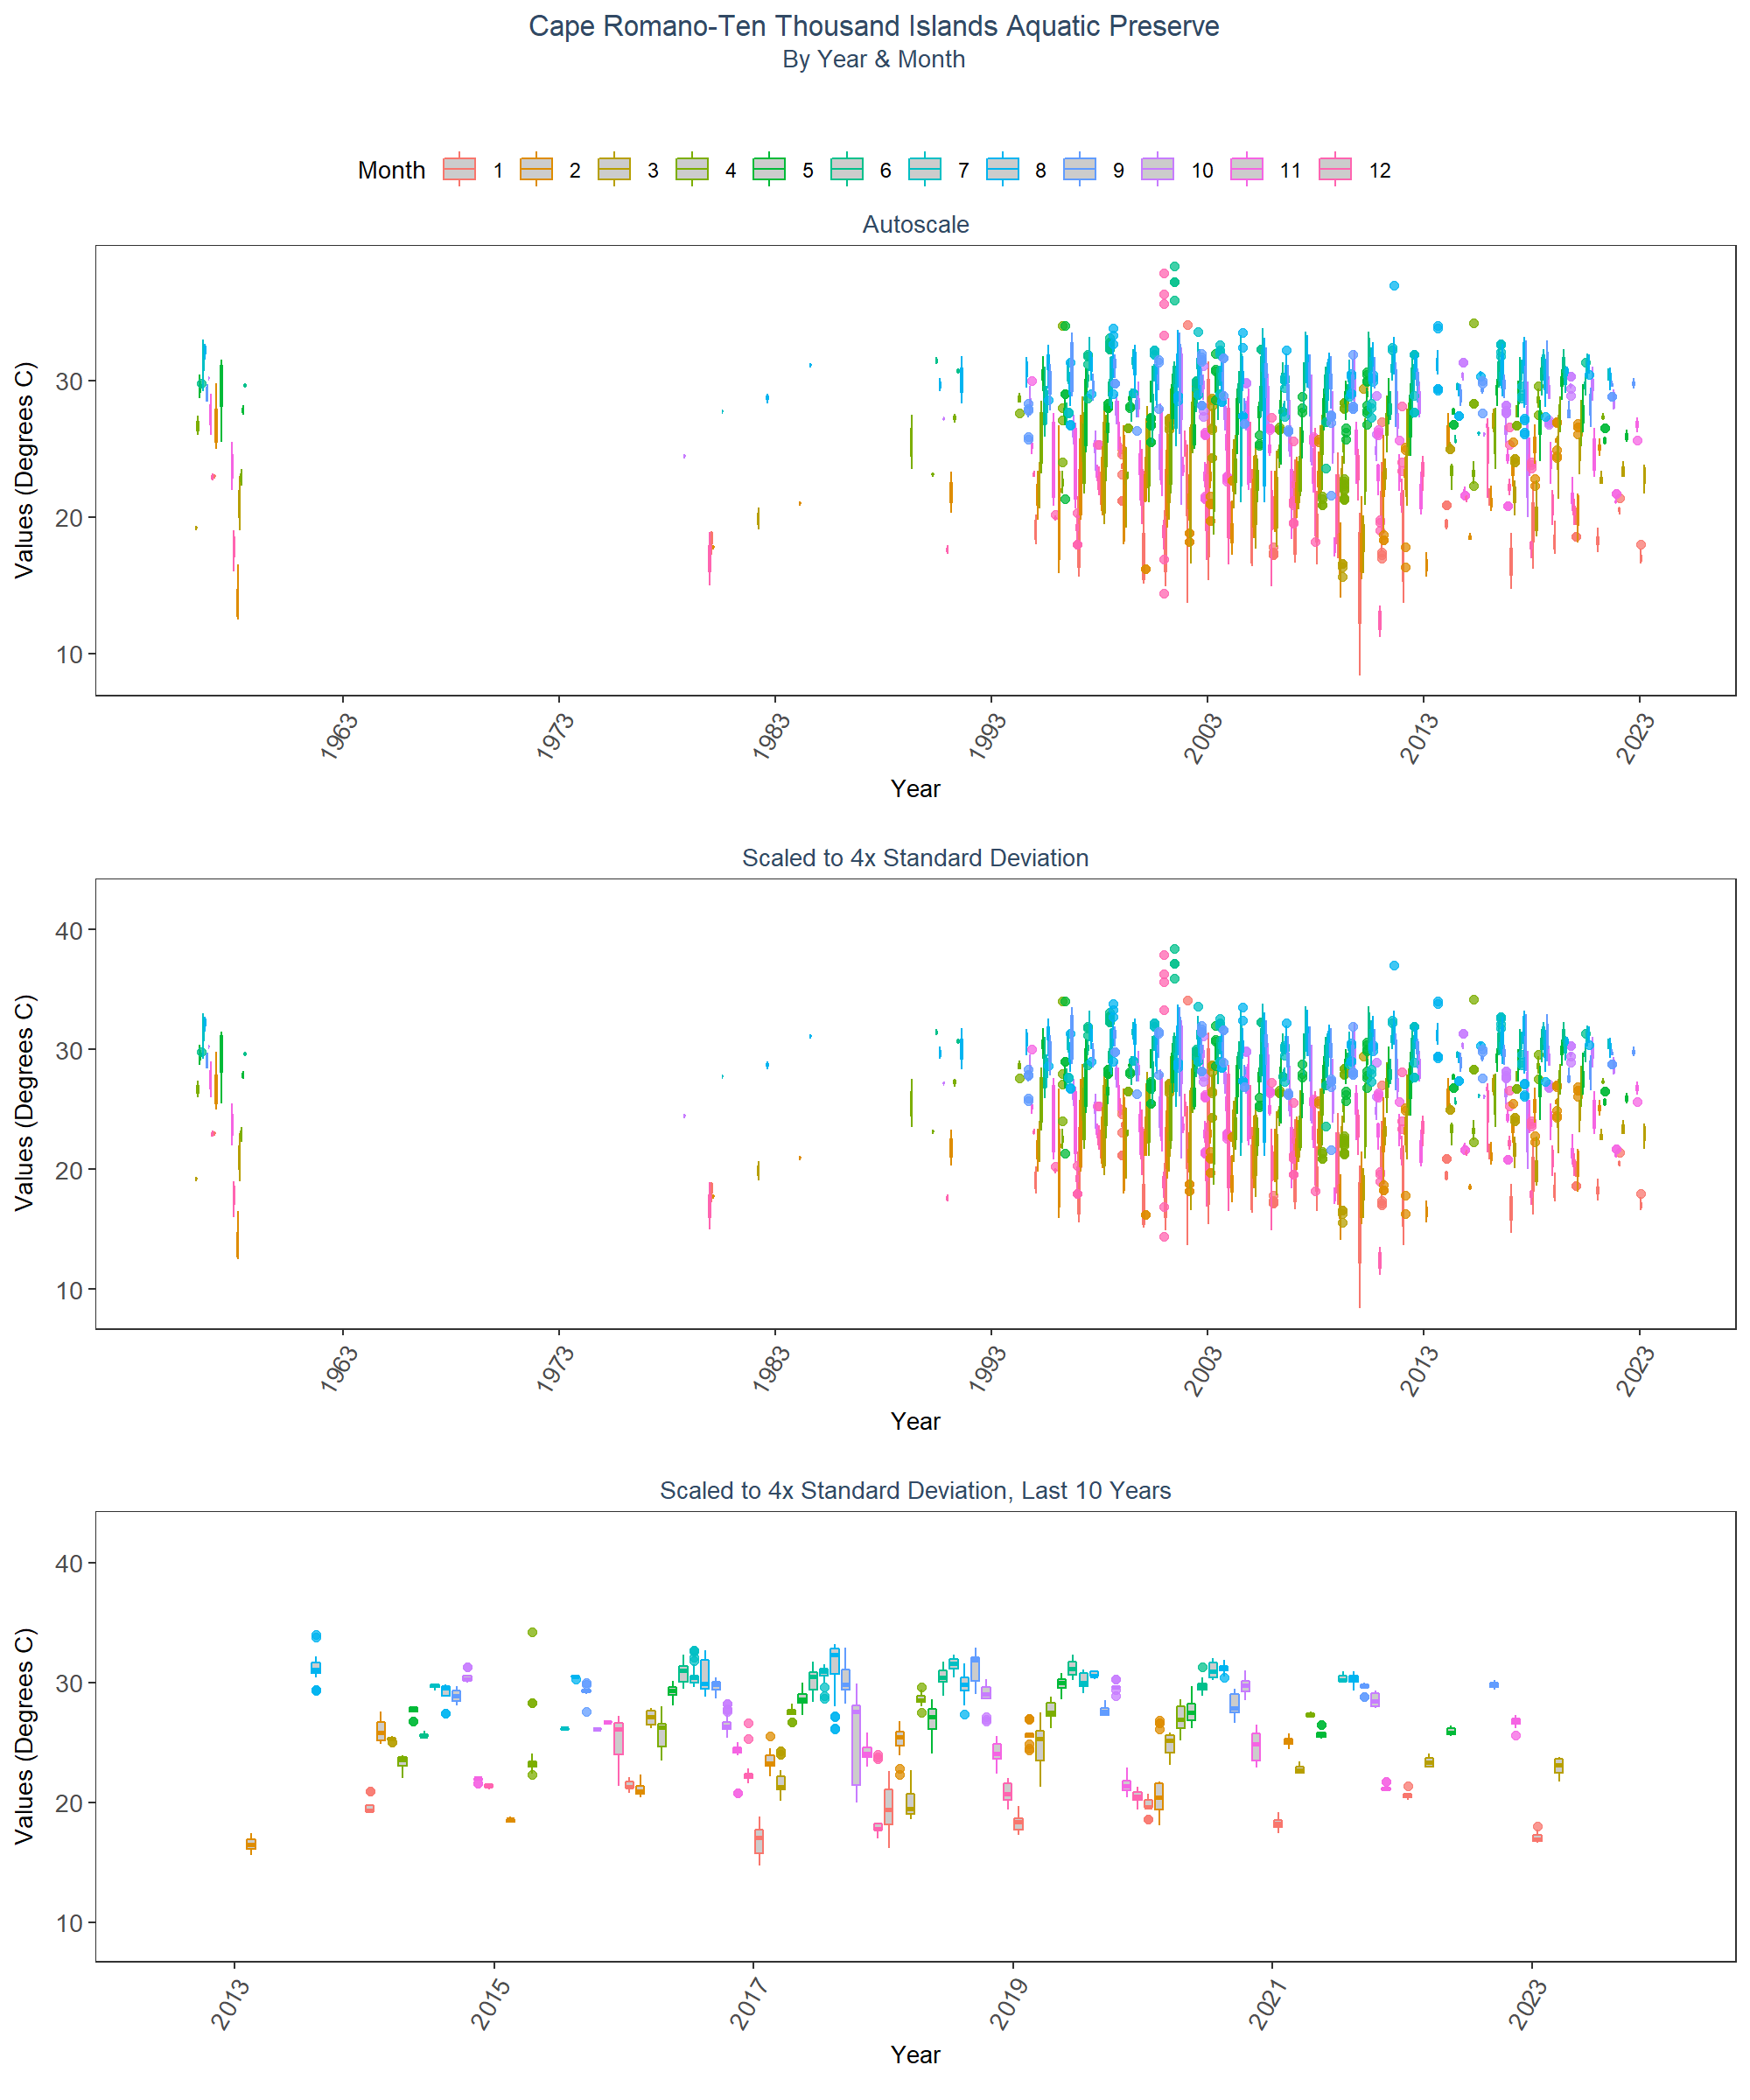 Cape Romano-Ten Thousand Islands Aquatic Preserve
By Year & Month
Month 1 2 3 4 5 6 7 8 9 10 11 12
Autoscale
Values (Degrees C)
30
20
10
1963 1973 1983 1993 2003 2013 2023
Year
Scaled to 4x Standard Deviation
Values (Degrees C)
40
30
20
10
1963 1973 1983 1993 2003 2013 2023
Year
Scaled to 4x Standard Deviation, Last 10 Years
Values (Degrees C)
40
30
20
10
2013 2015 2017 2019 2021 2023
Year